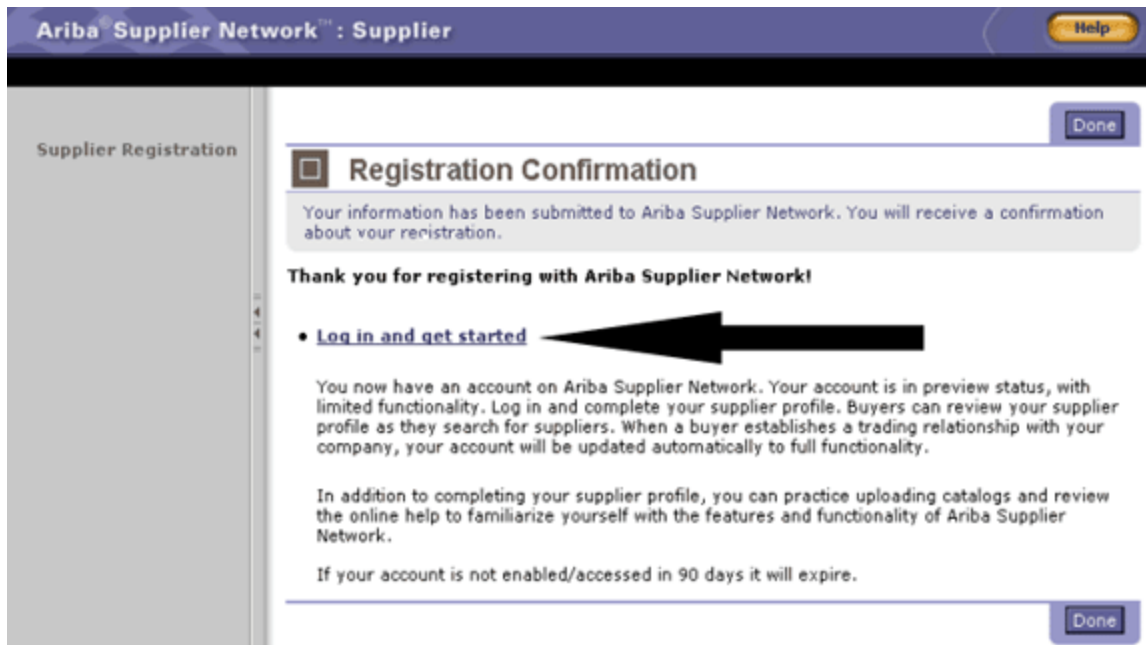 Ariba® Supplier Network™: Supplier
Help
Done
Supplier Registration
Registration Confirmation
Your information has been submitted to Ariba Supplier Network. You will receive a confirmation
about your registration.
Thank you for registering with Ariba Supplier Network!
• Log in and get started
You now have an account on Ariba Supplier Network. Your account is in preview status, with
limited functionality. Log in and complete your supplier profile. Buyers can review your supplier
profile as they search for suppliers. When a buyer establishes a trading relationship with your
company, your account will be updated automatically to full functionality.
In addition to completing your supplier profile, you can practice uploading catalogs and review
the online help to familiarize yourself with the features and functionality of Ariba Supplier
Network.
If your account is not enabled/accessed in 90 days it will expire.
Done